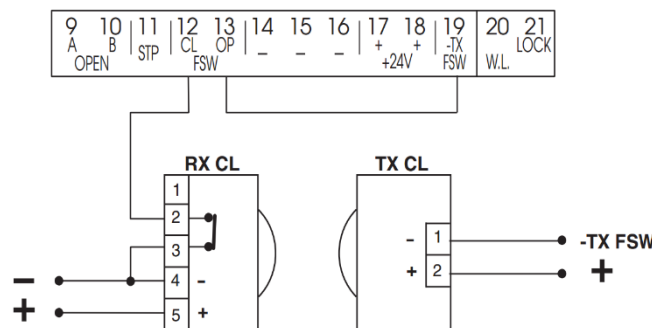 9 10 11 12 13 14 15 16 17 18 19 20 21
A B STP CL OP – – – + + -TX W.L. LOCK
OPEN FSW +24V FSW
RX CL TX CL
1
2
3
4 -
5 +
- 1 -TX FSW
+ 2 +
-
+